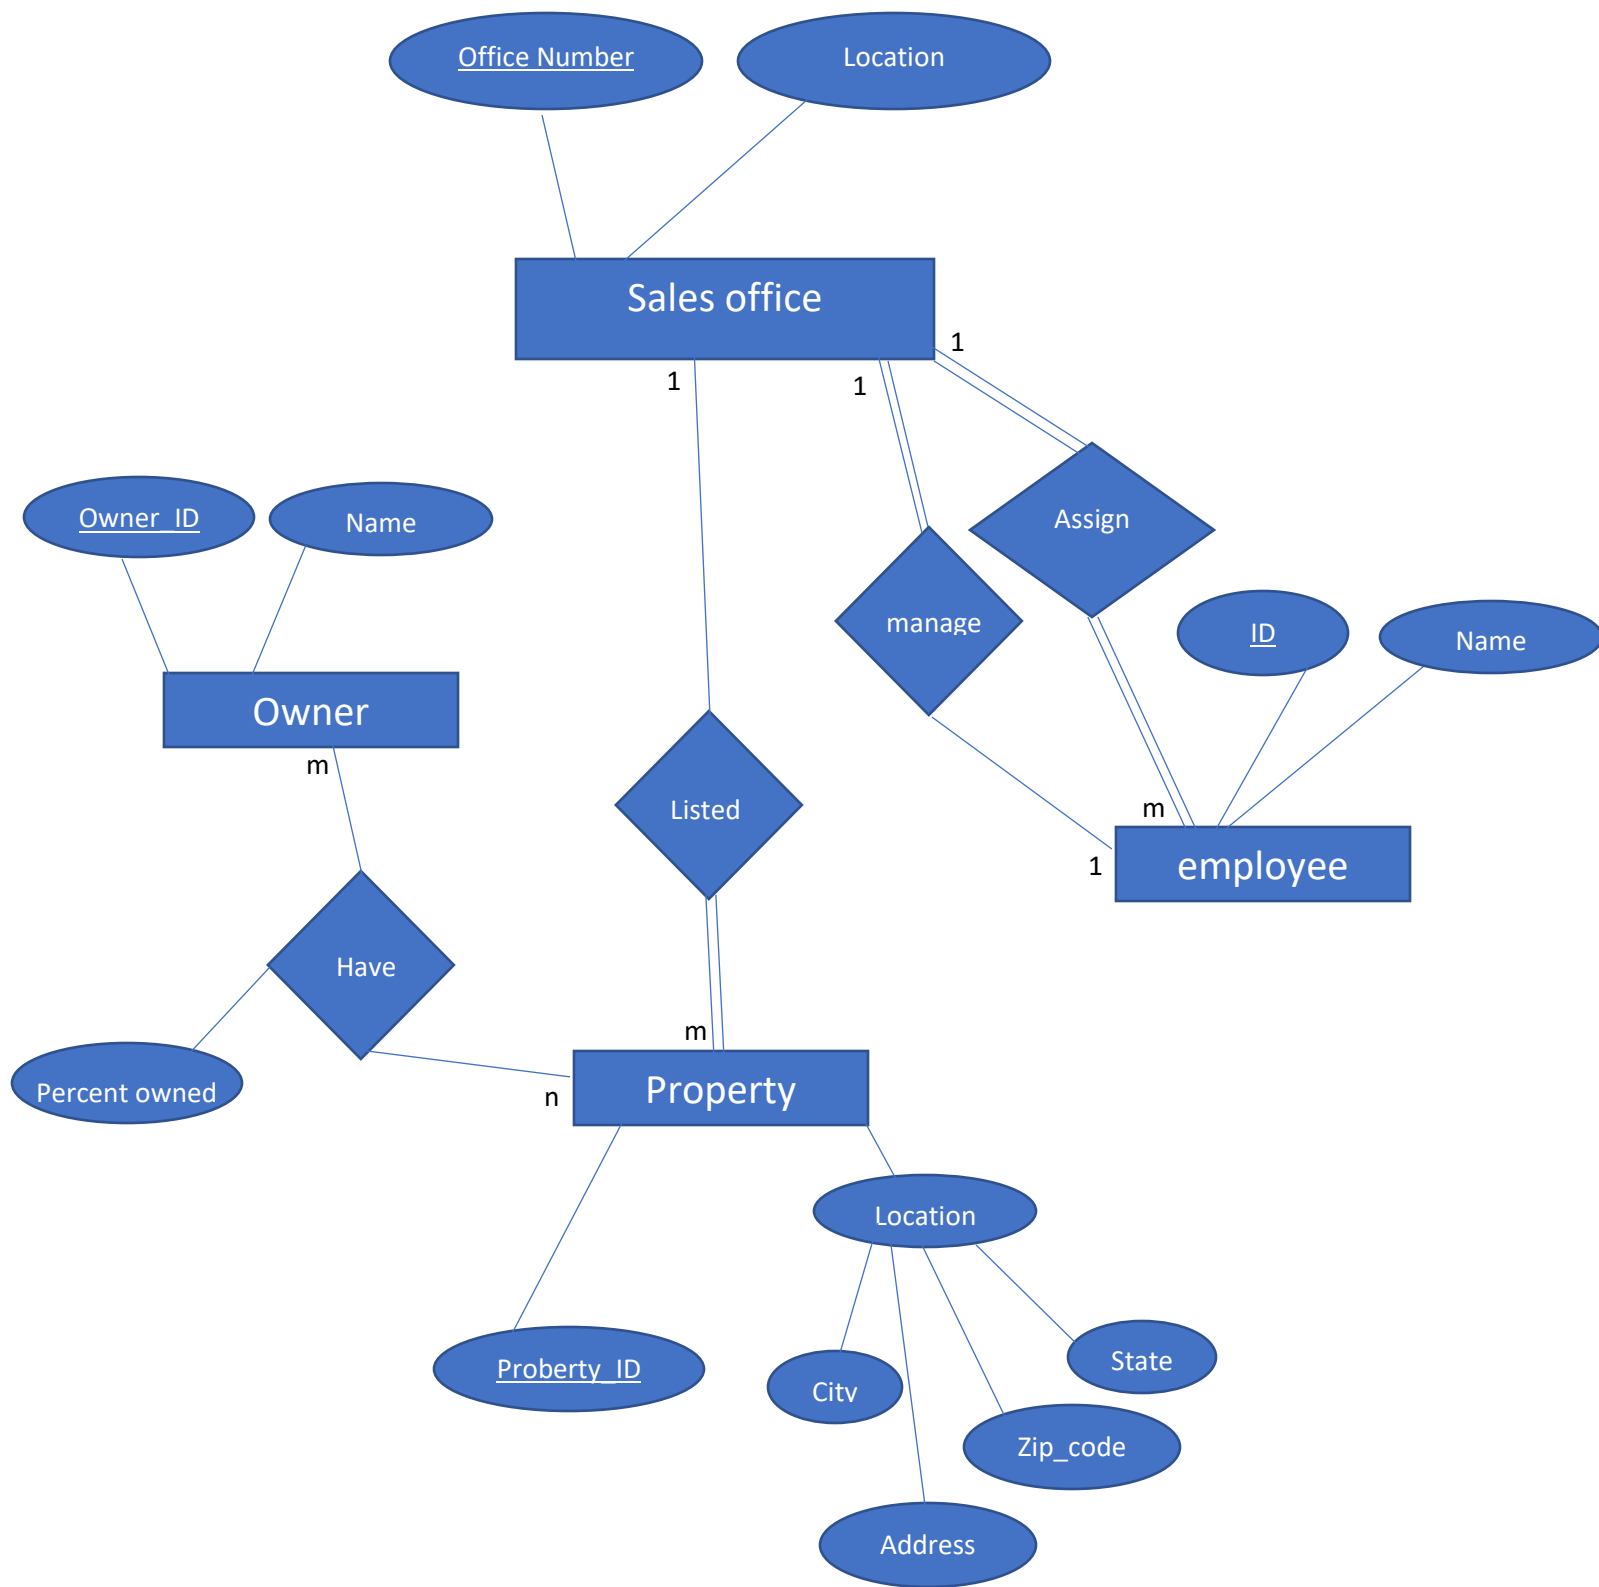 Office Number
Location
Sales office
1
1
1
Owner_ID
Name
Assign
manage
ID
Name
Owner
m
Listed
m
employee
1
Have
m
Percent owned
n
Property
Location
Proberty_ID
City
State
Zip_code
Address